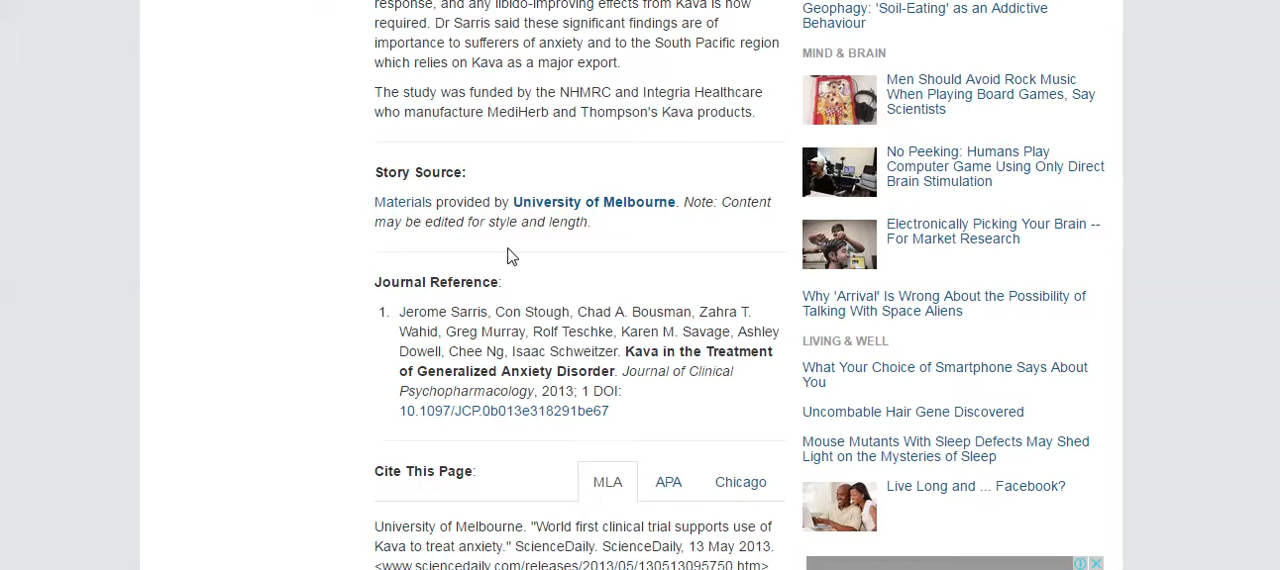 response, and any libido-improving effects from Kava is now
required. Dr Sarris said these significant findings are of
importance to sufferers of anxiety and to the South Pacific region
which relies on Kava as a major export.
The study was funded by the NHMRC and Integria Healthcare
who manufacture MediHerb and Thompson's Kava products.
Story Source:
Materials provided by University of Melbourne. Note: Content
may be edited for style and length.
Journal Reference:
1. Jerome Sarris, Con Stough, Chad A. Bousman, Zahra T.
Wahid, Greg Murray, Rolf Teschke, Karen M. Savage, Ashley
Dowell, Chee Ng, Isaac Schweitzer. Kava in the Treatment
of Generalized Anxiety Disorder. Journal of Clinical
Psychopharmacology, 2013; 1 DOI:
10.1097/JCP.0b013e318291be67
Cite This Page:
MLA APA Chicago
University of Melbourne. "World first clinical trial supports use of
Kava to treat anxiety." ScienceDaily. ScienceDaily, 13 May 2013.
<www.sciencedaily.com/releases/2013/05/130513095750.htm>
Geophagy: 'Soil-Eating' as an Addictive
Behaviour
MIND & BRAIN
Men Should Avoid Rock Music
When Playing Board Games, Say
Scientists
No Peeking: Humans Play
Computer Game Using Only Direct
Brain Stimulation
Electronically Picking Your Brain --
For Market Research
Why 'Arrival' Is Wrong About the Possibility of
Talking With Space Aliens
LIVING & WELL
What Your Choice of Smartphone Says About
You
Uncombable Hair Gene Discovered
Mouse Mutants With Sleep Defects May Shed
Light on the Mysteries of Sleep
Live Long and ... Facebook?